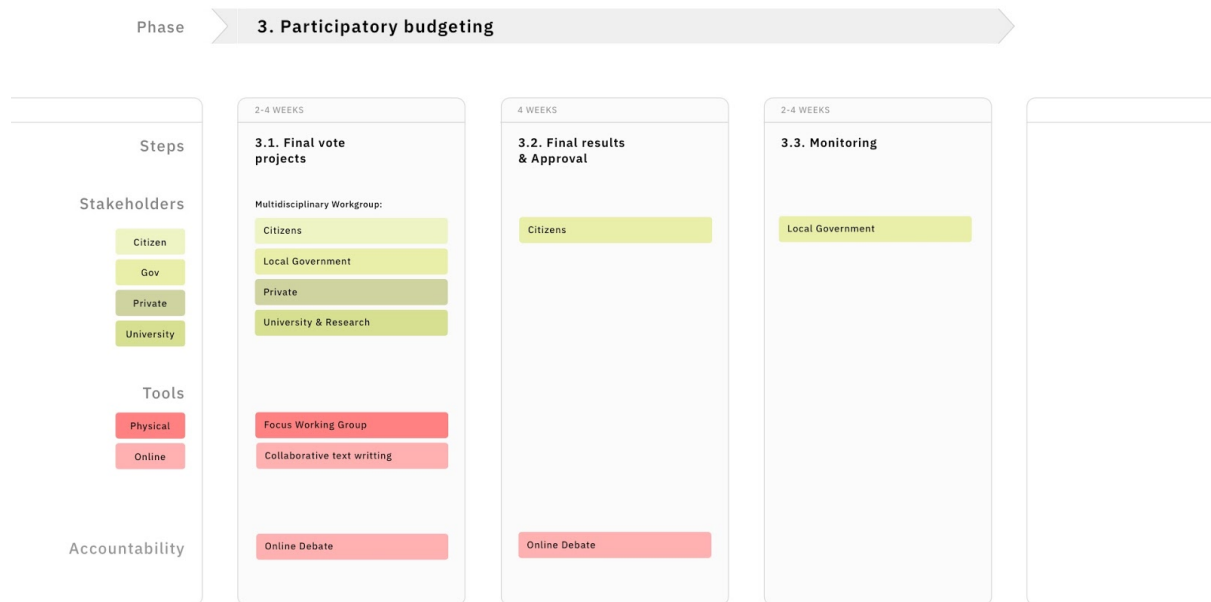 Phase
3. Participatory budgeting
2-4 WEEKS
4 WEEKS
2-4 WEEKS
Steps
3.1. Final vote
projects
3.2. Final results
& Approval
3.3. Monitoring
Stakeholders
Citizen
Gov
Private
University
Multidisciplinary Workgroup:
Citizens
Local Government
Private
University & Research
Citizens
Local Government
Tools
Physical
Online
Focus Working Group
Collaborative text writting
Accountability
Online Debate
Online Debate